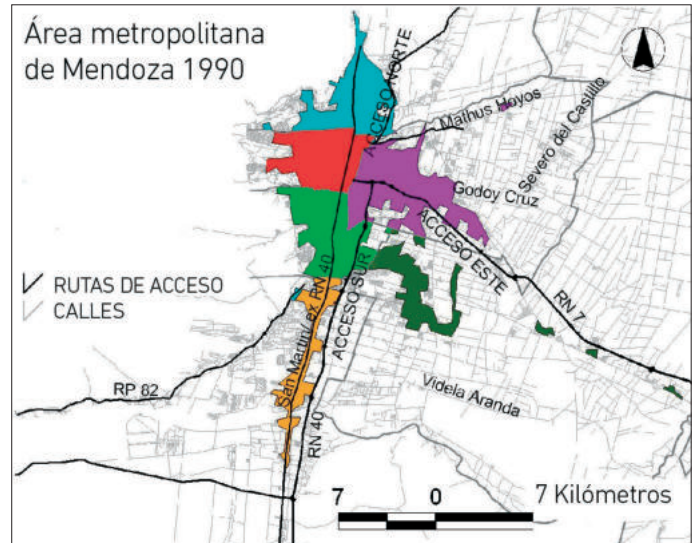 Área metropolitana
de Mendoza 1990
ACCESO NORTE
Mathus Hoyos
Severo del Castillo
Godoy Cruz
ACCESO ESTE
RN 7
RUTAS DE ACCESO
CALLES
San Martín/ ex RN 40
ACCESO SUR
RP 82
Videla Aranda
RN 40
7 0 7 Kilómetros